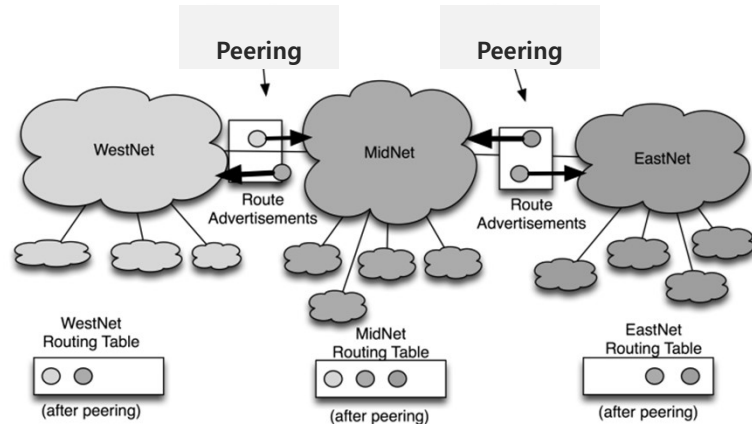 Peering
Peering
WestNet
MidNet
EastNet
Route
Advertisements
Route
Advertisements
WestNet
Routing Table
(after peering)
MidNet
Routing Table
(after peering)
EastNet
Routing Table
(after peering)